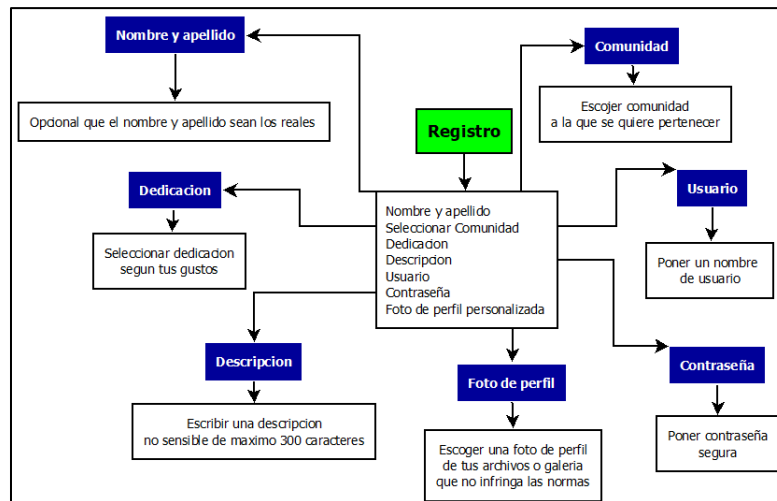 Nombre y apellido
Opcional que el nombre y apellido sean los reales
Comunidad
Escojer comunidad
a la que se quiere pertenecer
Registro
Dedicacion
Seleccionar dedicacion
segun tus gustos
Nombre y apellido
Seleccionar Comunidad
Dedicacion
Descripcion
Usuario
Contraseña
Foto de perfil personalizada
Usuario
Poner un nombre
de usuario
Descripcion
Escribir una descripcion
no sensible de maximo 300 caracteres
Foto de perfil
Escoger una foto de perfil
de tus archivos o galeria
que no infringa las normas
Contraseña
Poner contraseña
segura